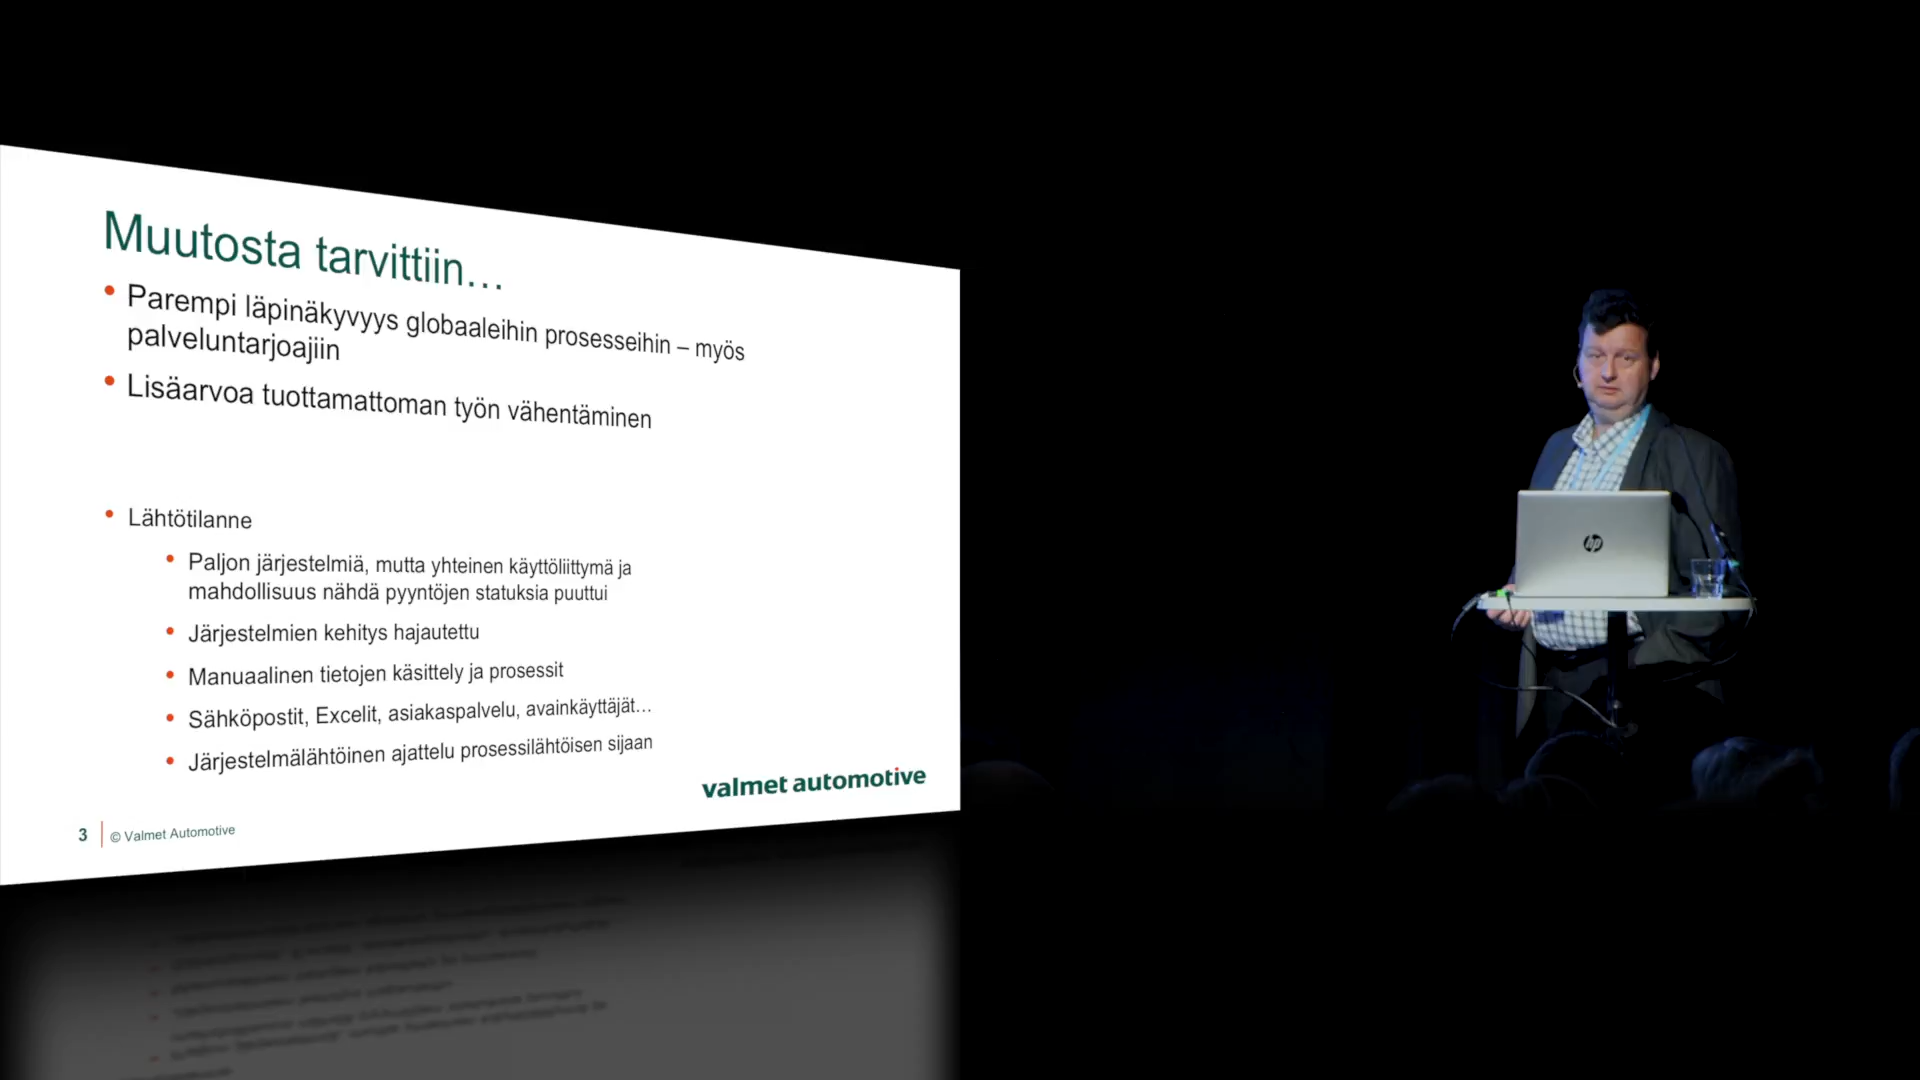 Muutosta tarvittiin…
• Parempi läpinäkyvyys globaaleihin prosesseihin – myös
palveluntarjoajiin
• Lisäarvoa tuottamattoman työn vähentäminen
• Lähtötilanne
• Paljon järjestelmiä, mutta yhteinen käyttöliittymä ja
mahdollisuus nähdä pyyntöjen statuksia puuttui
• Järjestelmien kehitys hajautettu
• Manuaalinen tietojen käsittely ja prosessit
• Sähköpostit, Excelit, asiakaspalvelu, avainkäyttäjät…
• Järjestelmälähtöinen ajattelu prosessilähtöisen sijaan
valmet automotive
3 © Valmet Automotive
hp